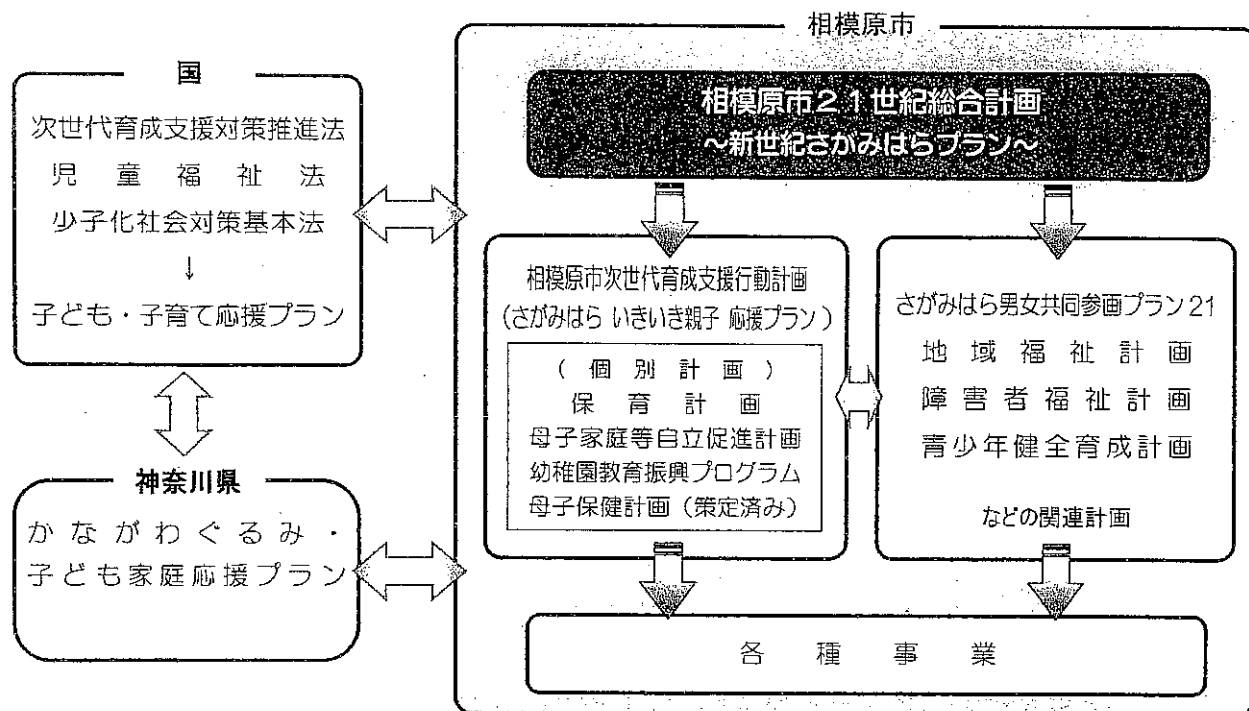 相模原市
国
次世代育成支援対策推進法
児童福祉法
少子化社会対策基本法
↓
子ども・子育て応援プラン
神奈川県
かながわぐるみ・
子ども家庭応援プラン
相模原市21世紀総合計画
～新世紀さがみはらプラン～
相模原市次世代育成支援行動計画
(さがみはら いきいき親子 応援プラン)
(個別計画)
保育計画
母子家庭等自立促進計画
幼稚園教育振興プログラム
母子保健計画(策定済み)
さがみはら男女共同参画プラン21
地域福祉計画
障害者福祉計画
青少年健全育成計画
などの関連計画
各種事業